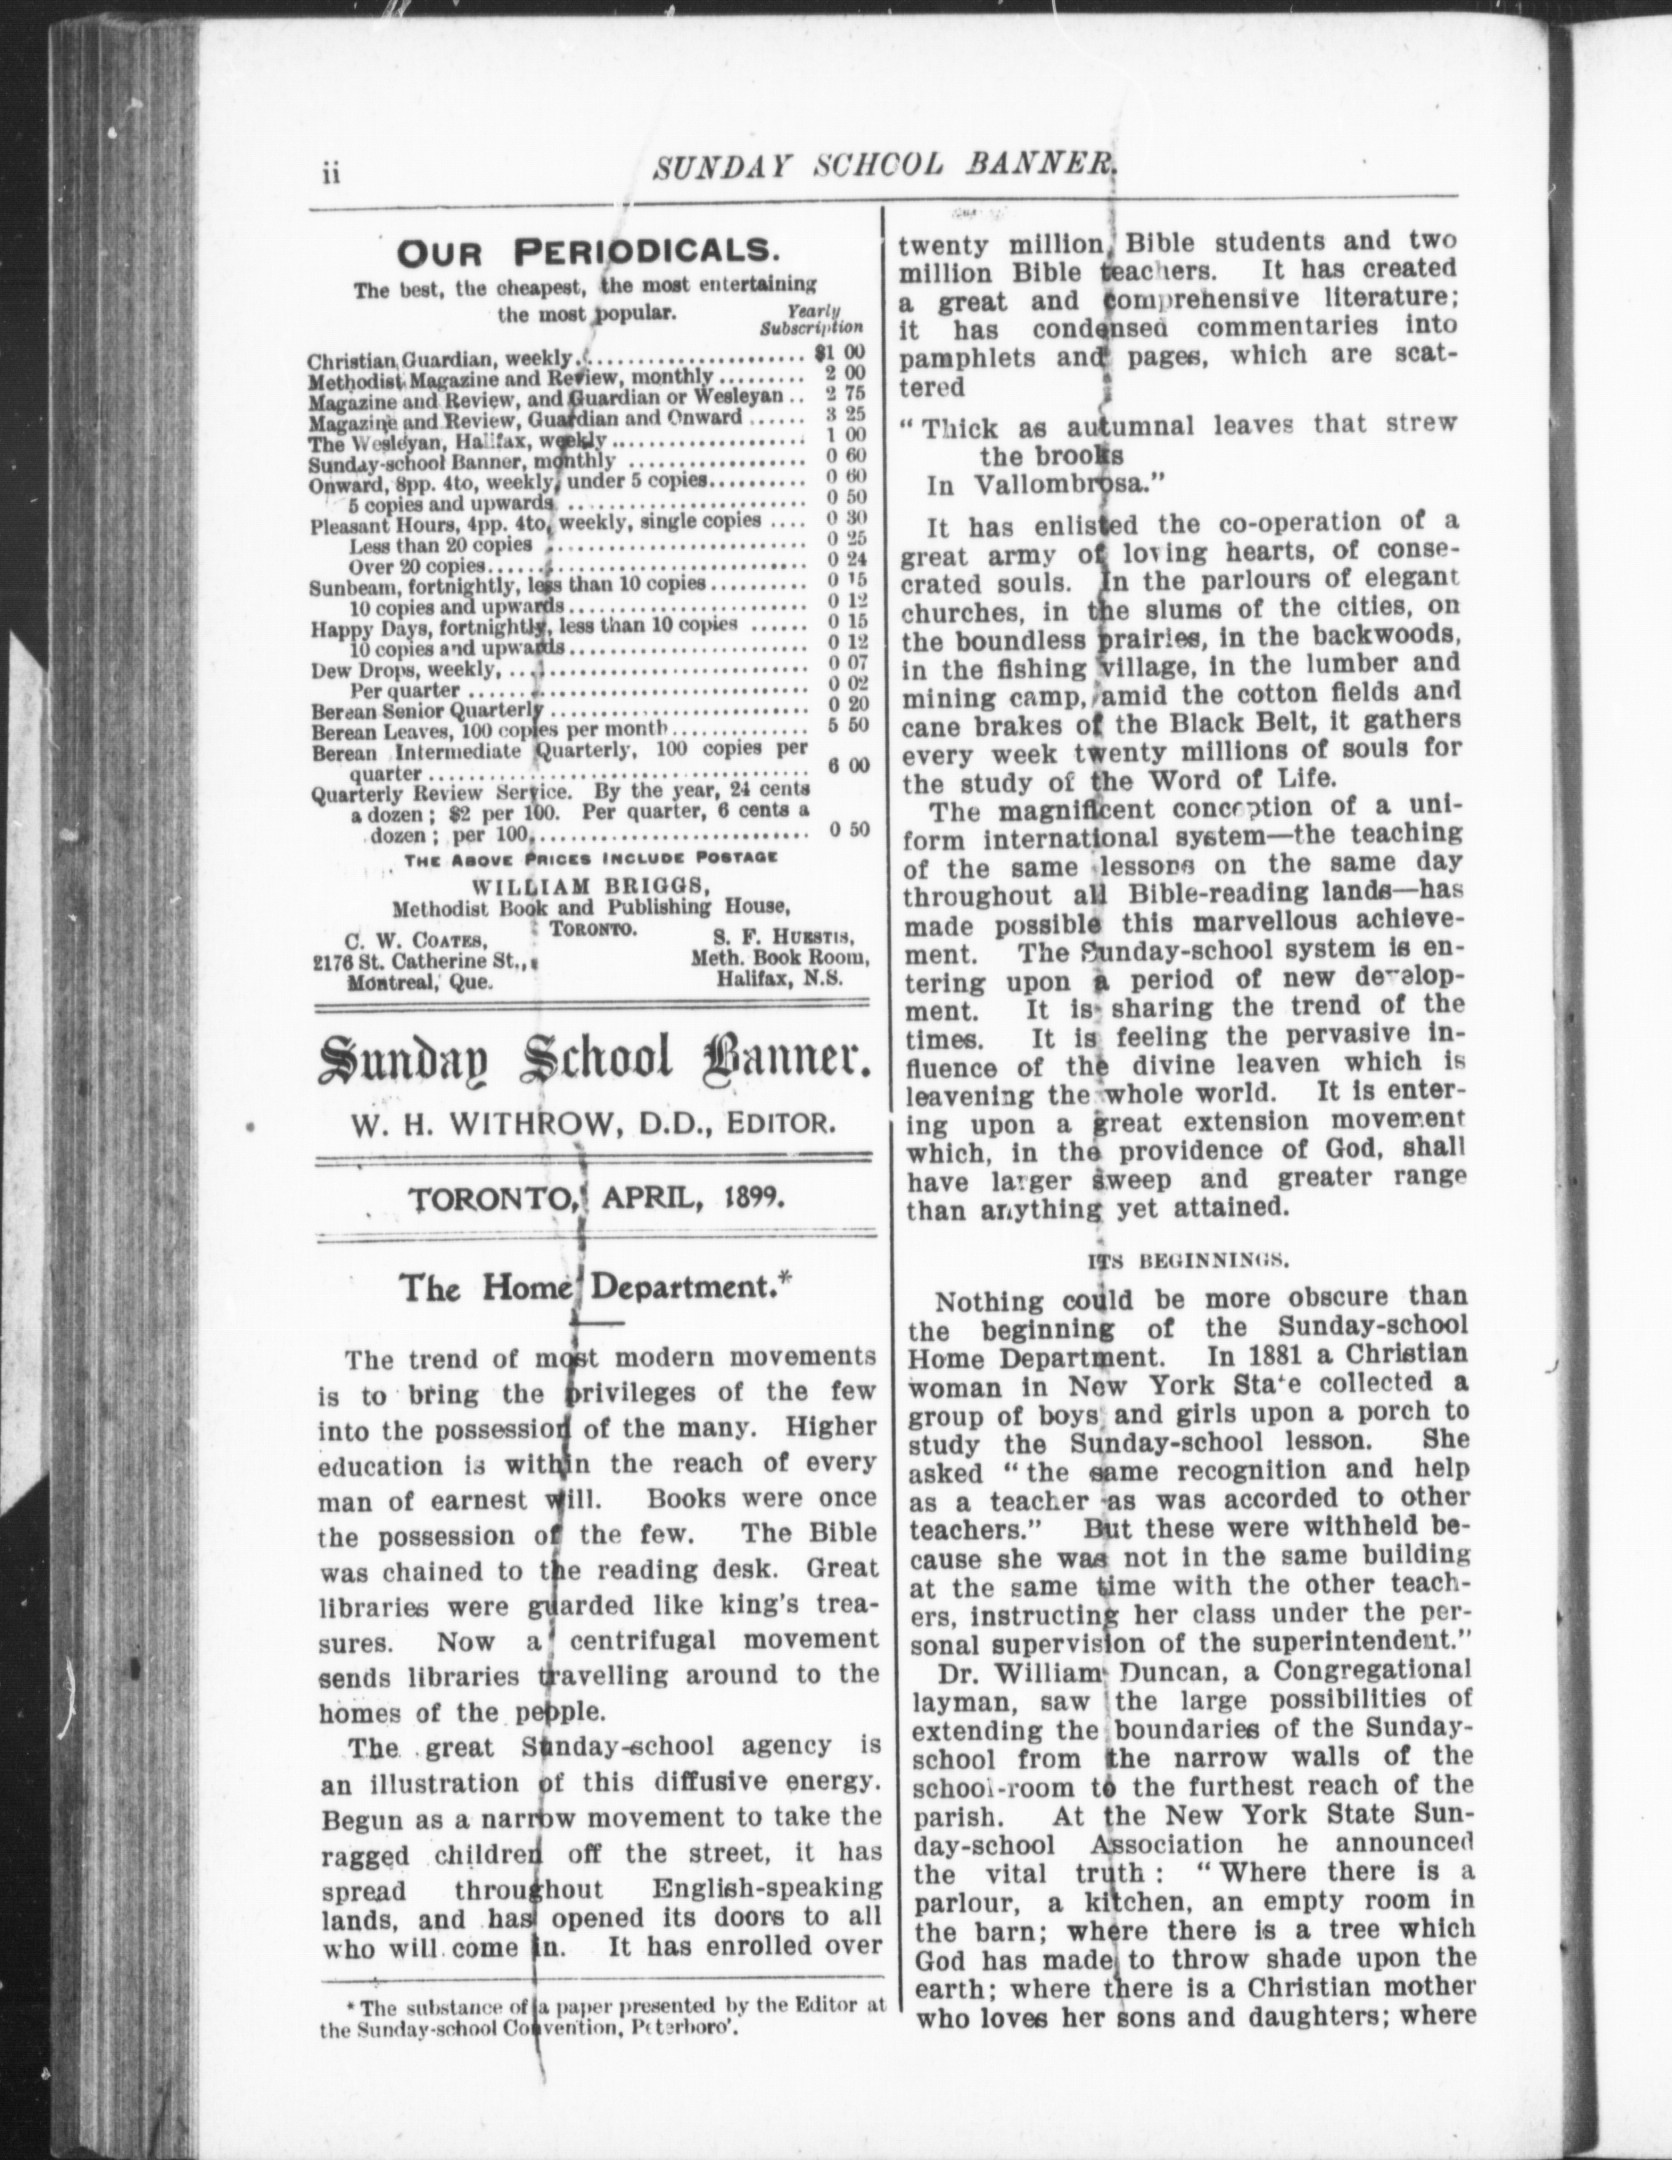 ii
SUNDAY SCHOOL BANNER.
OUR PERIODICALS.
The best, the cheapest, the most entertaining
the most popular.
Yearly
Subscription
Christian Guardian, weekly........................ $1 00
Methodist Magazine and Review, monthly ......... 2 00
Magazine and Review, and Guardian or Wesleyan .. 2 75
Magazine and Review, Guardian and Onward ...... 3 25
The Wesleyan, Halifax, weekly..................... 1 00
Sunday-school Banner, monthly .................. 0 60
Onward, 8pp. 4to, weekly, under 5 copies.......... 0 60
5 copies and upwards. ......................... 0 50
Pleasant Hours, 4pp. 4to, weekly, single copies .... 0 30
Less than 20 copies ........................... 0 25
Over 20 copies................................. 0 24
Sunbeam, fortnightly, less than 10 copies.......... 0 15
10 copies and upwards......................... 0 12
Happy Days, fortnightly, less than 10 copies ...... 0 15
10 copies and upwards......................... 0 12
Dew Drops, weekly, ............................... 0 07
Per quarter ................................... 0 02
Berean Senior Quarterly ........................... 0 20
Berean Leaves, 100 copies per month.............. 5 50
Berean Intermediate Quarterly, 100 copies per
quarter ....................................... 6 00
Quarterly Review Service. By the year, 24 cents
a dozen; $2 per 100. Per quarter, 6 cents a
dozen; per 100............................... 0 50
THE ABOVE PRICES INCLUDE POSTAGE
WILLIAM BRIGGS,
Methodist Book and Publishing House,
TORONTO.
C. W. COATES,
2176 St. Catherine St.,
Montreal, Que.
S. F. HUESTIS,
Meth. Book Room,
Halifax, N.S.
Sunday School Banner.
W. H. WITHROW, D.D., EDITOR.
TORONTO, APRIL, 1899.
The Home Department.*
The trend of most modern movements
is to bring the privileges of the few
into the possession of the many. Higher
education is within the reach of every
man of earnest will. Books were once
the possession of the few. The Bible
was chained to the reading desk. Great
libraries were guarded like king's trea-
sures. Now a centrifugal movement
sends libraries travelling around to the
homes of the people.
The great Sunday-school agency is
an illustration of this diffusive energy.
Begun as a narrow movement to take the
ragged children off the street, it has
spread throughout English-speaking
lands, and has opened its doors to all
who will come in. It has enrolled over
* The substance of a paper presented by the Editor at
the Sunday-school Convention, Peterboro'.
twenty million Bible students and two
million Bible teachers. It has created
a great and comprehensive literature;
it has condensed commentaries into
pamphlets and pages, which are scat-
tered
"Thick as autumnal leaves that strew
the brooks
In Vallombrosa."
It has enlisted the co-operation of a
great army of loving hearts, of conse-
crated souls. In the parlours of elegant
churches, in the slums of the cities, on
the boundless prairies, in the backwoods,
in the fishing village, in the lumber and
mining camp, amid the cotton fields and
cane brakes of the Black Belt, it gathers
every week twenty millions of souls for
the study of the Word of Life.
The magnificent conception of a uni-
form international system—the teaching
of the same lessons on the same day
throughout all Bible-reading lands—has
made possible this marvellous achieve-
ment. The Sunday-school system is en-
tering upon a period of new develop-
ment. It is sharing the trend of the
times. It is feeling the pervasive in-
fluence of the divine leaven which is
leavening the whole world. It is enter-
ing upon a great extension movement
which, in the providence of God, shall
have larger sweep and greater range
than anything yet attained.
ITS BEGINNINGS.
Nothing could be more obscure than
the beginning of the Sunday-school
Home Department. In 1881 a Christian
woman in New York State collected a
group of boys and girls upon a porch to
study the Sunday-school lesson. She
asked "the same recognition and help
as a teacher as was accorded to other
teachers." But these were withheld be-
cause she was not in the same building
at the same time with the other teach-
ers, instructing her class under the per-
sonal supervision of the superintendent."
Dr. William Duncan, a Congregational
layman, saw the large possibilities of
extending the boundaries of the Sunday-
school from the narrow walls of the
school-room to the furthest reach of the
parish. At the New York State Sun-
day-school Association he announced
the vital truth: "Where there is a
parlour, a kitchen, an empty room in
the barn; where there is a tree which
God has made to throw shade upon the
earth; where there is a Christian mother
who loves her sons and daughters; where